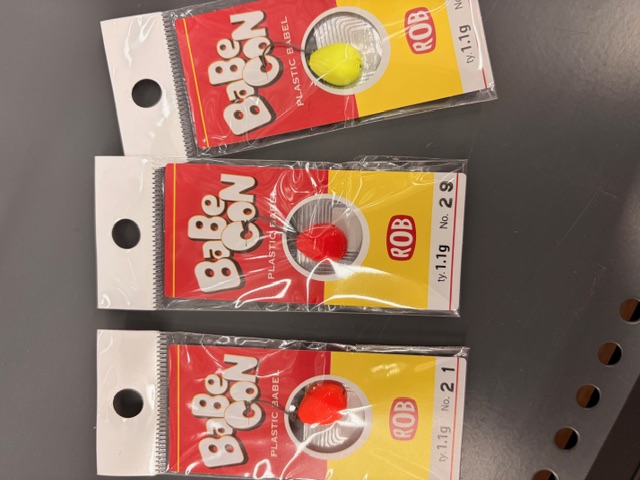 BaBe
CoN
PLASTIC BABEL
ROB
ty. 1.1g No
BaBe
CoN
PLASTIC BABEL
ROB
ty. 1.1g No. 29
BaBe
CoN
PLASTIC BABEL
ROB
ty. 1.1g No. 21